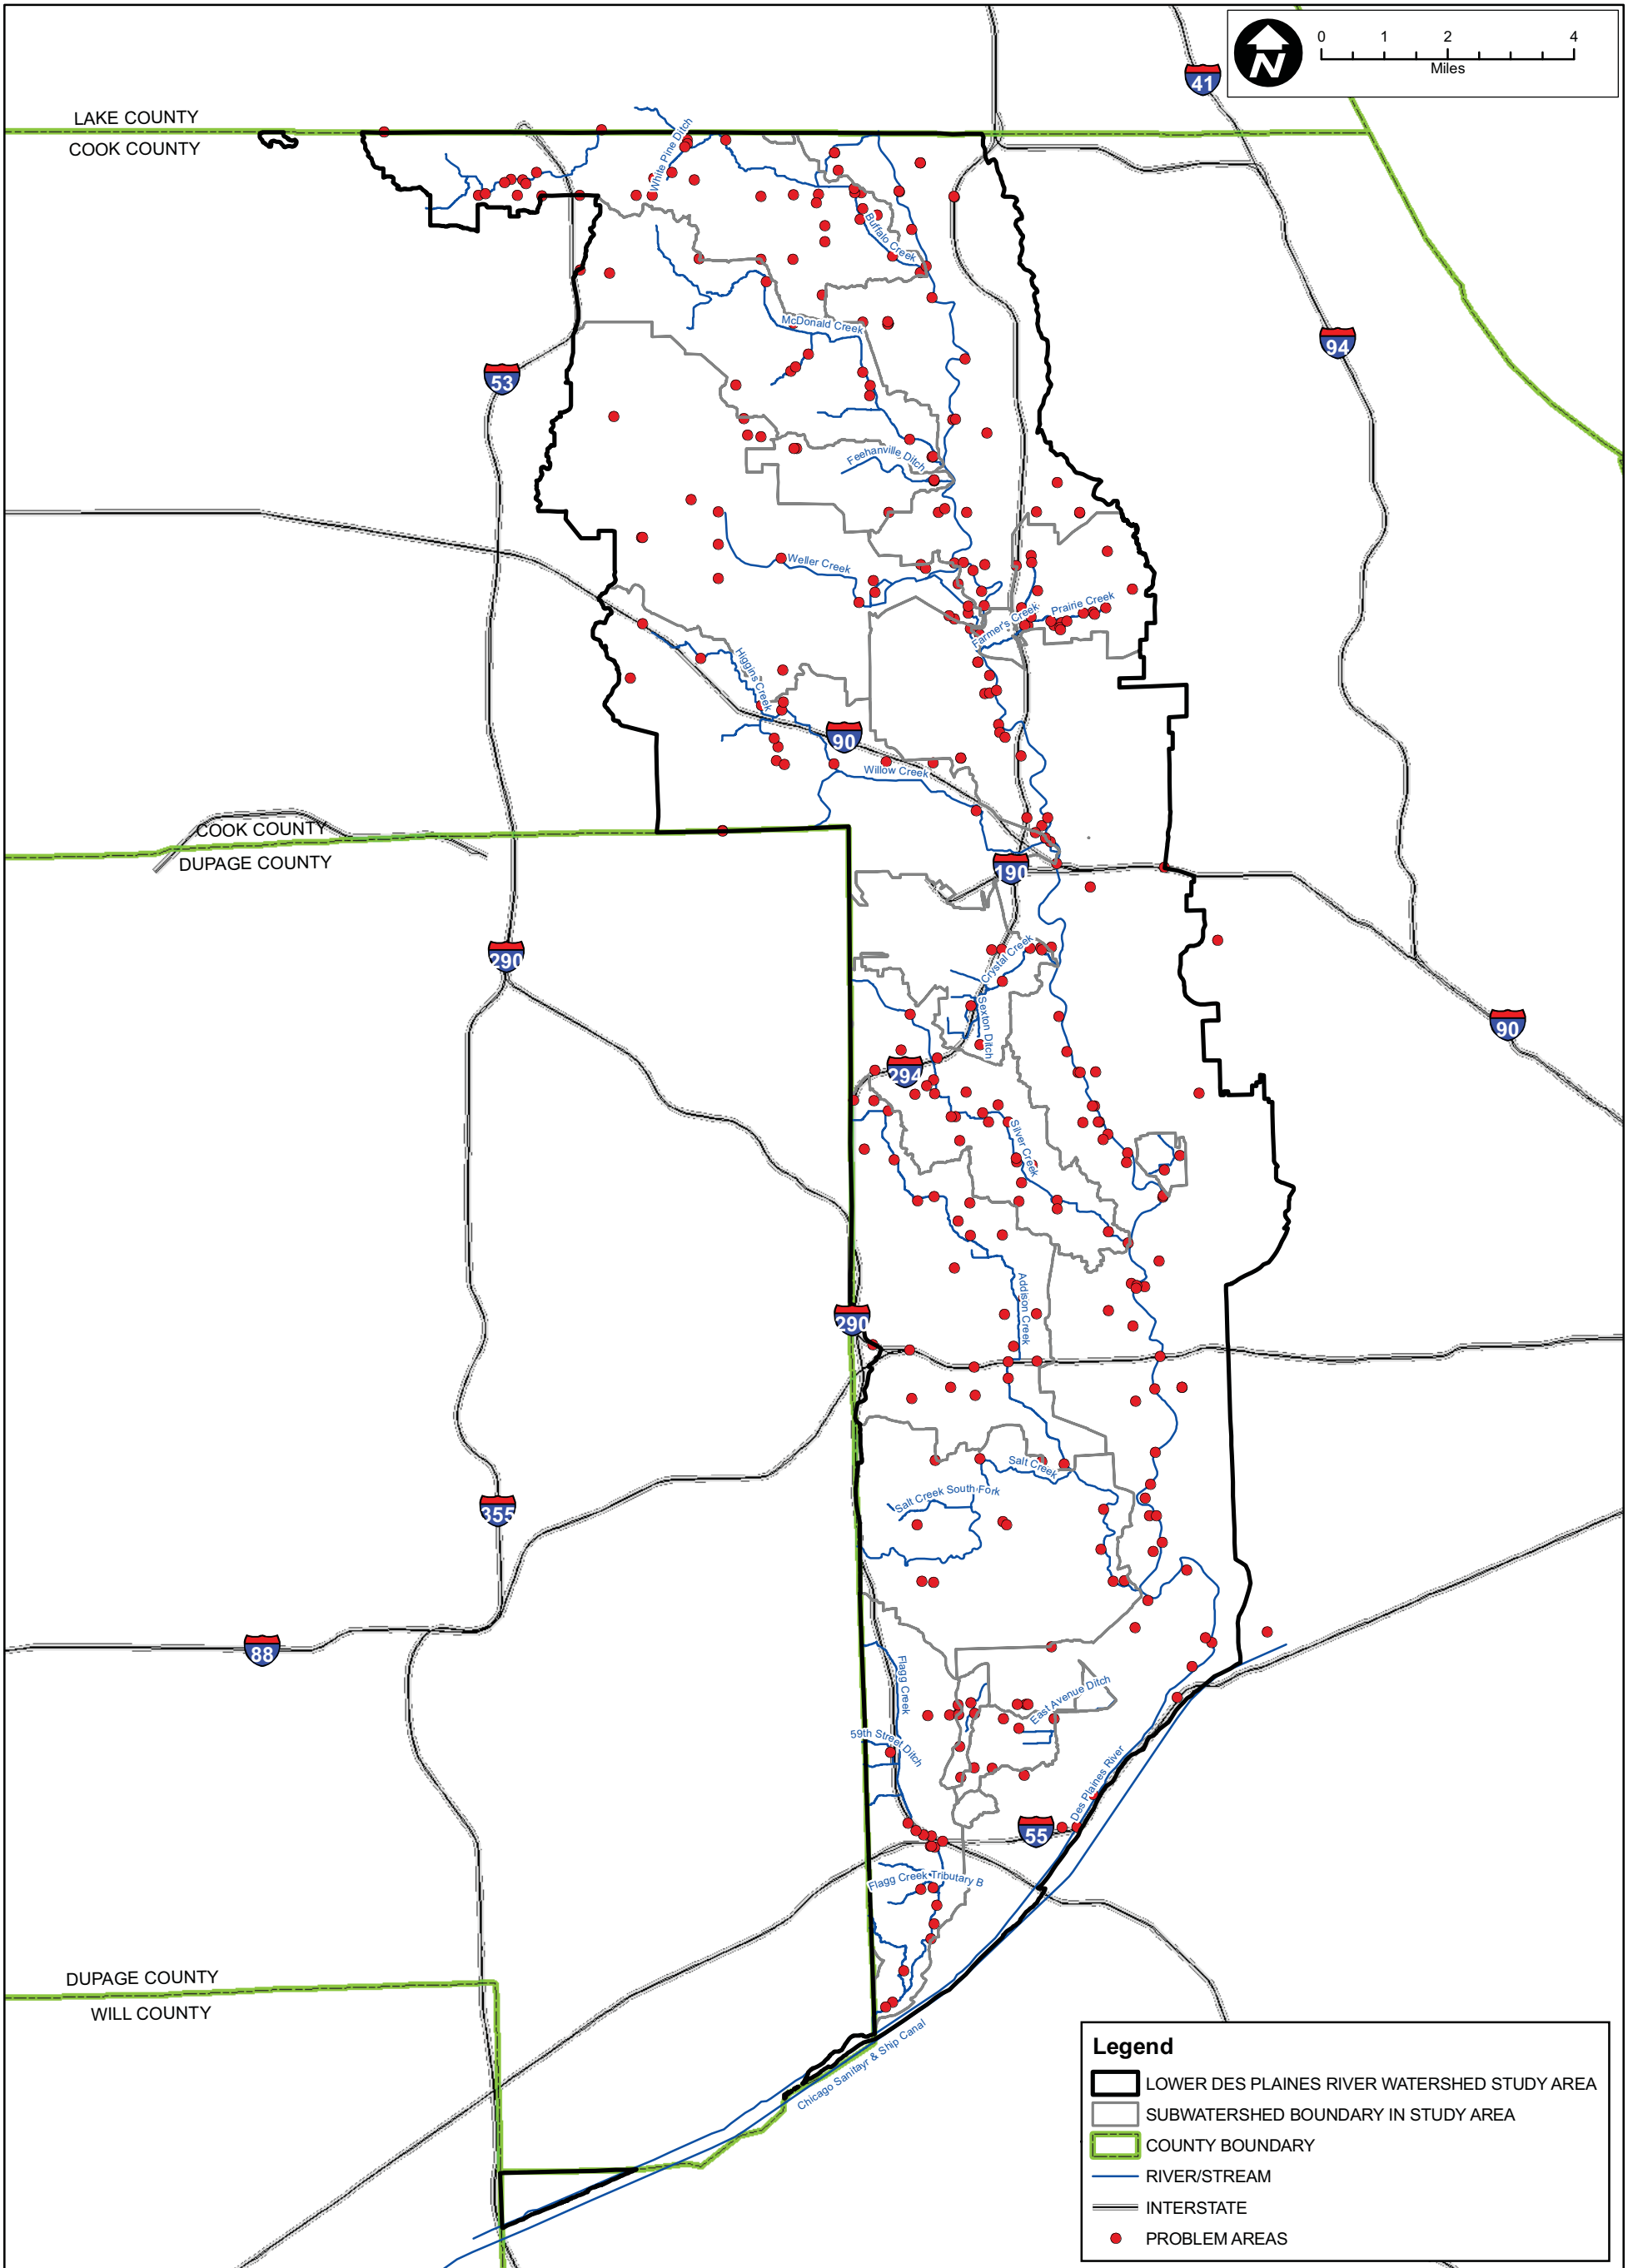 0 1 2 4
Miles
N
41
LAKE COUNTY
COOK COUNTY
White Pine Ditch
Buffalo Creek
McDonald Creek
94
53
Feehanville Ditch
Weller Creek
Prairie Creek
Farmer's Creek
Higgins Creek
90
Willow Creek
COOK COUNTY
DUPAGE COUNTY
190
Crystal Creek
290
Sexton Ditch
90
294
Silver Creek
Addison Creek
290
Salt Creek
Salt Creek South Fork
355
88
Flagg Creek
East Avenue Ditch
59th Street Ditch
Des Plaines River
55
Flagg Creek Tributary B
DUPAGE COUNTY
WILL COUNTY
Chicago Sanitayr & Ship Canal
Legend
LOWER DES PLAINES RIVER WATERSHED STUDY AREA
SUBWATERSHED BOUNDARY IN STUDY AREA
COUNTY BOUNDARY
RIVER/STREAM
INTERSTATE
PROBLEM AREAS